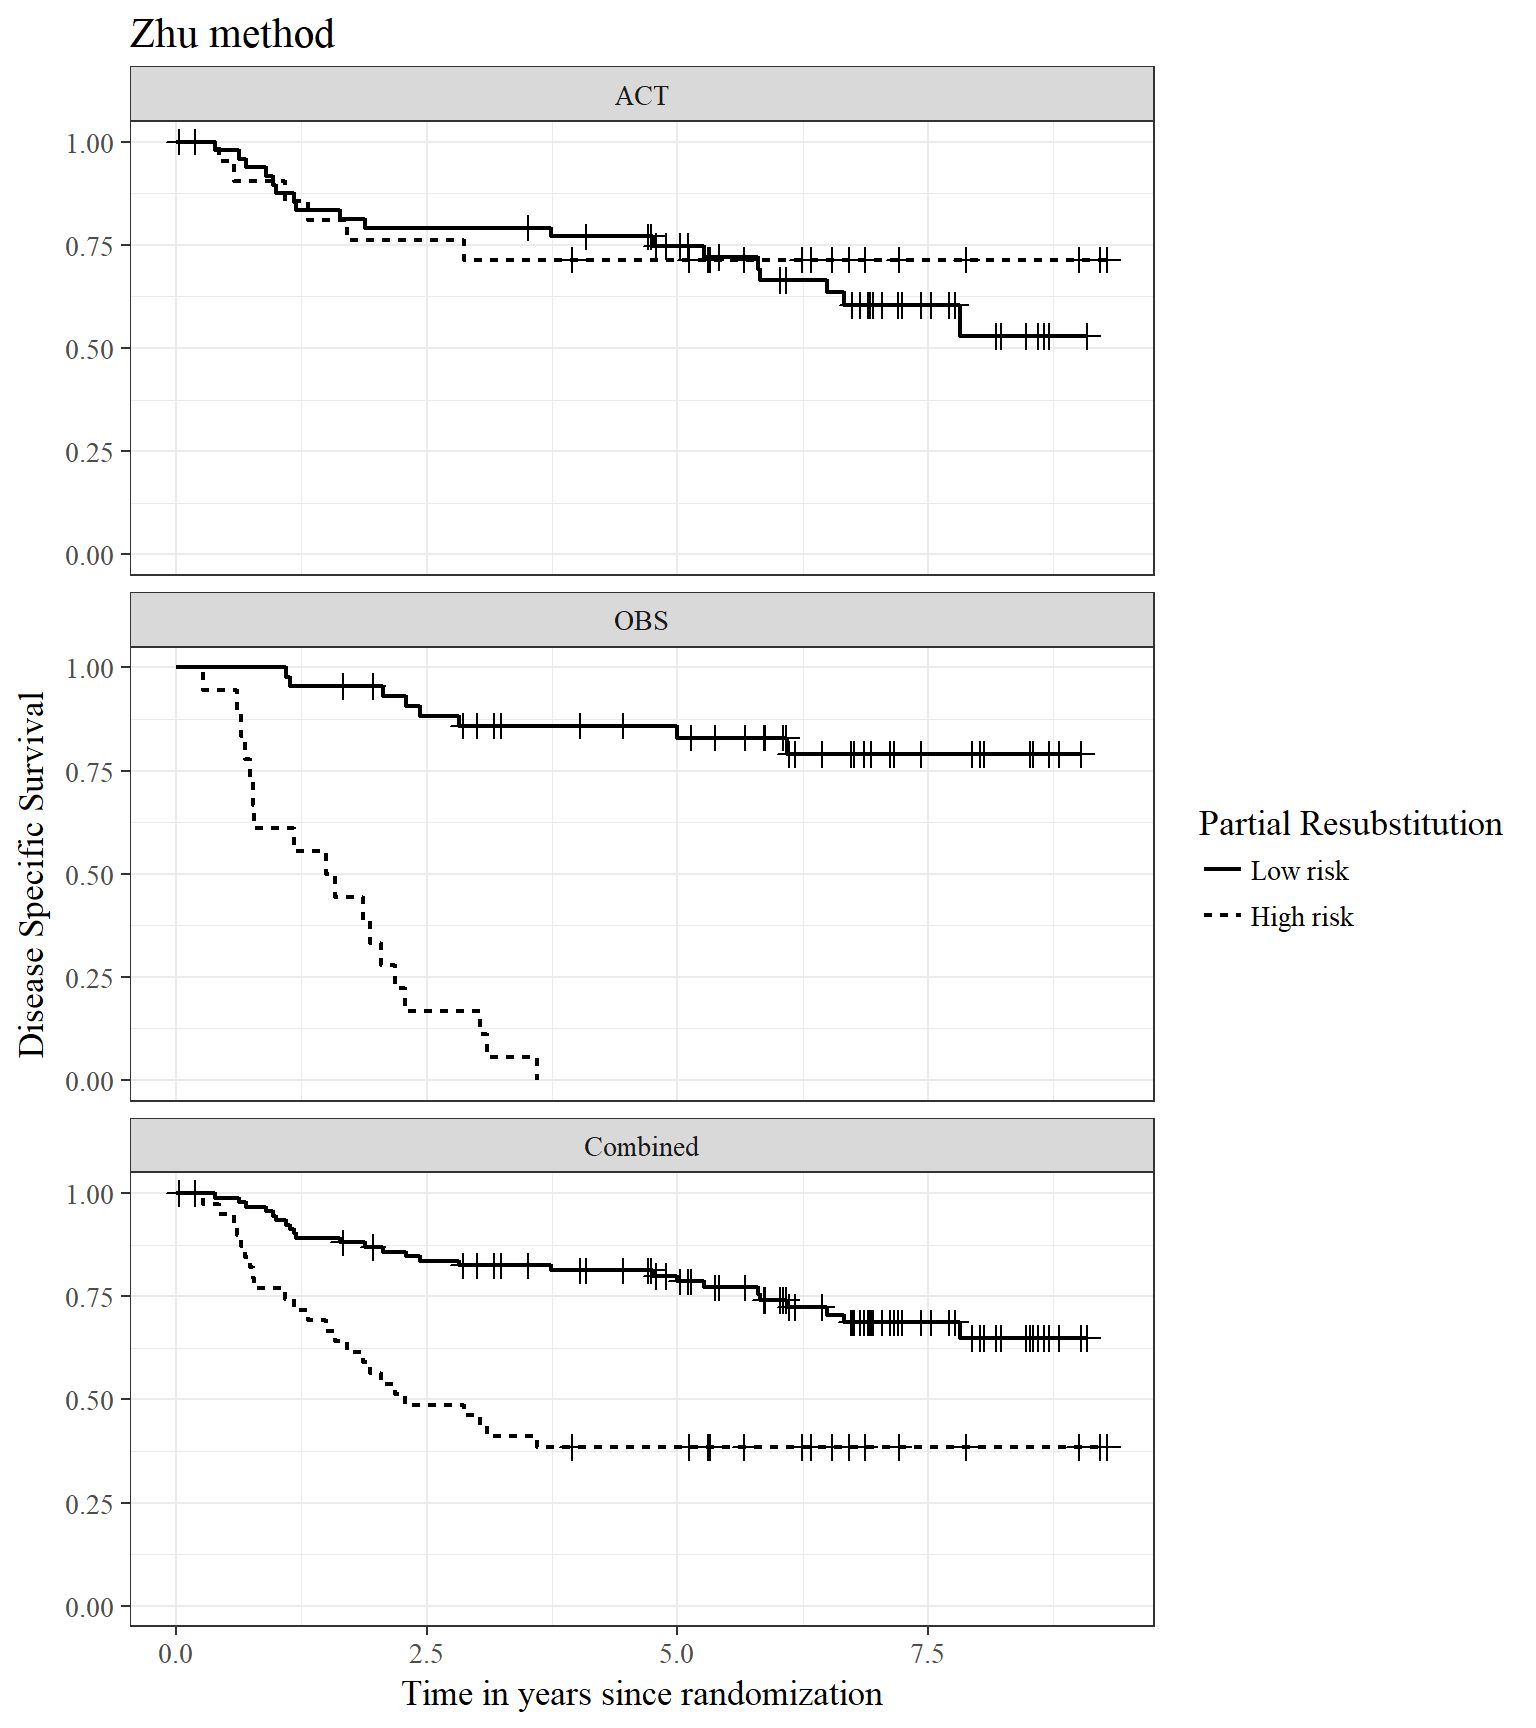 Zhu method
ACT
1.00
0.75
0.50
0.25
0.00
OBS
1.00
0.75
0.50
0.25
0.00
Disease Specific Survival
Combined
1.00
0.75
0.50
0.25
0.00
0.0 2.5 5.0 7.5
Time in years since randomization
Partial Resubstitution
Low risk
High risk